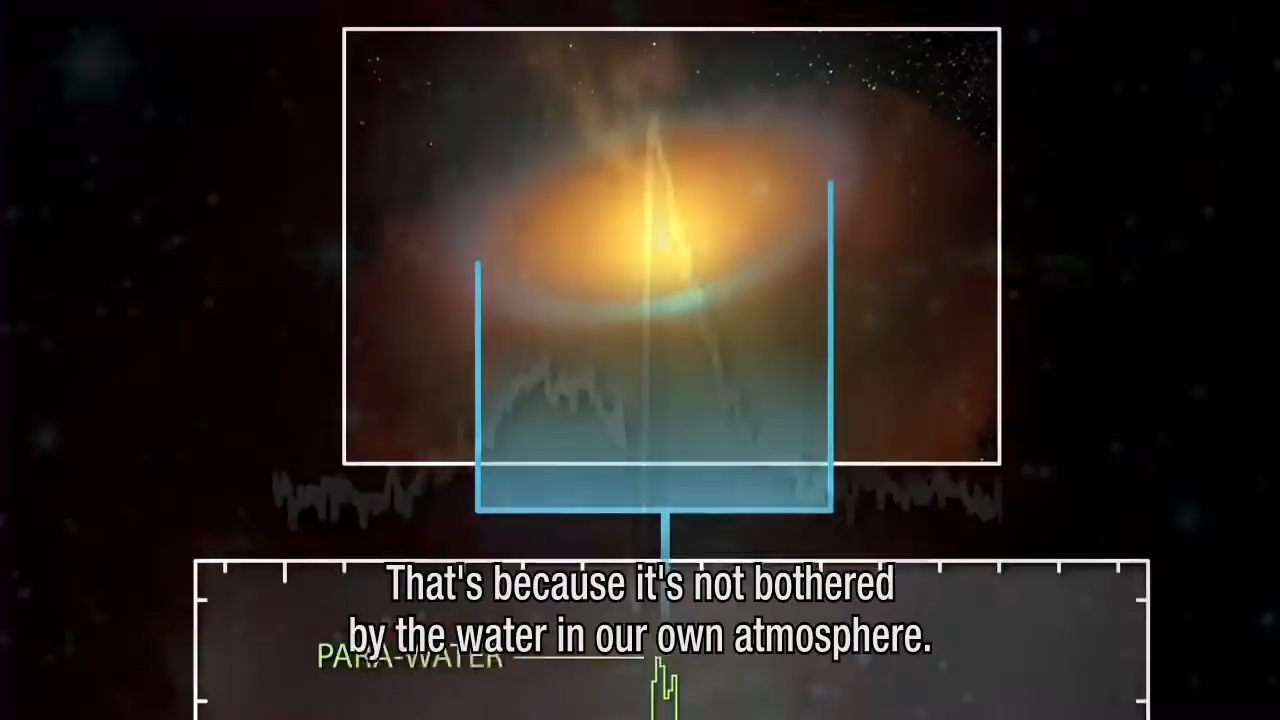 That's because it's not bothered
by the water in our own atmosphere.
PARA-WATER